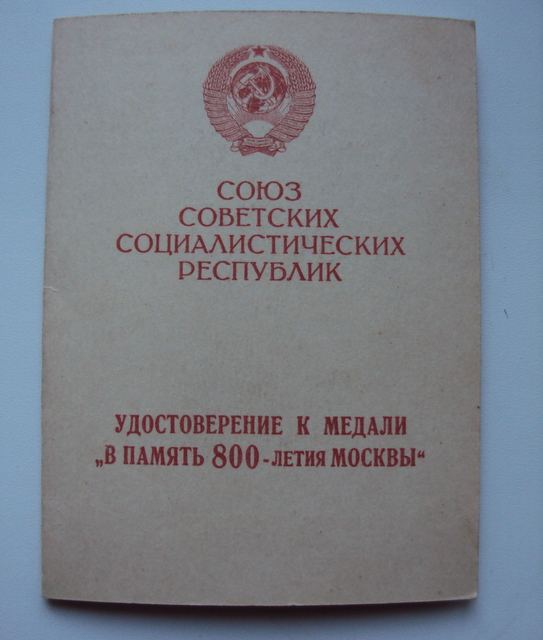 СОЮЗ
СОВЕТСКИХ
СОЦИАЛИСТИЧЕСКИХ
РЕСПУБЛИК
УДОСТОВЕРЕНИЕ К МЕДАЛИ
„В ПАМЯТЬ 800-ЛЕТИЯ МОСКВЫ“